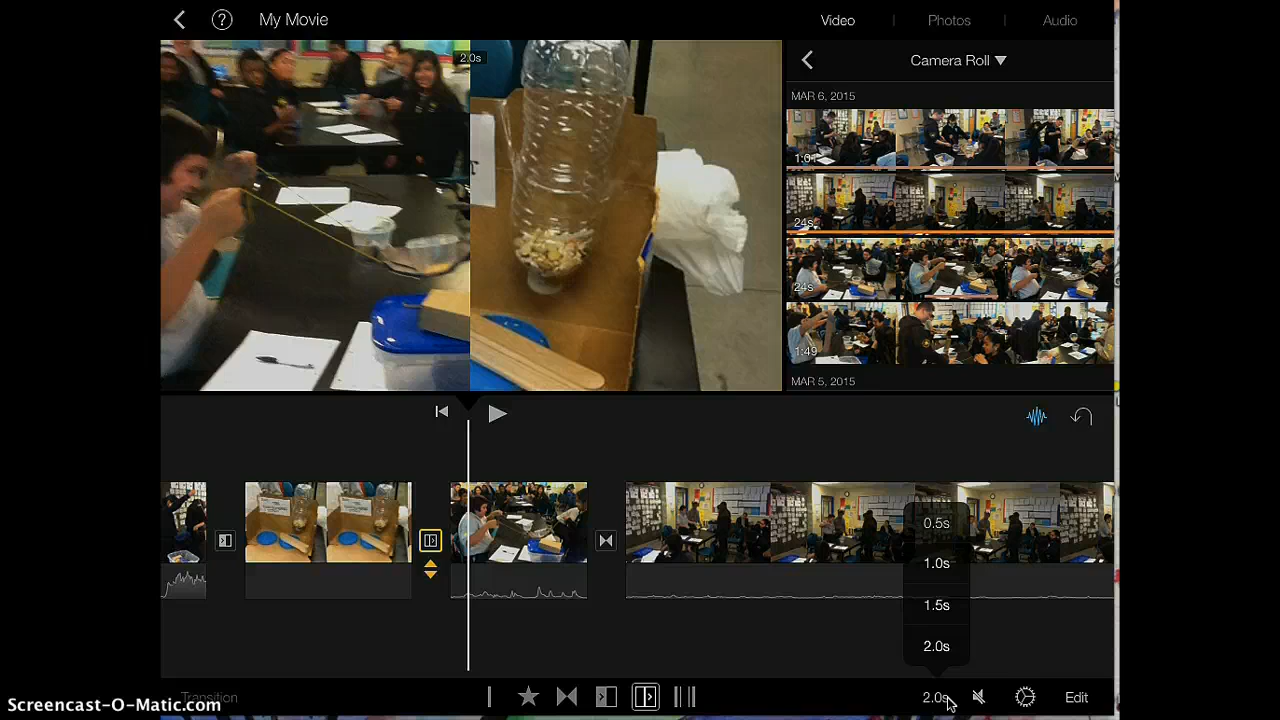 My Movie
Video
Photos
Audio
2.0s
Camera Roll
MAR 6, 2015
1:01
24s
24s
1:49
MAR 5, 2015
0.5s
1.0s
1.5s
2.0s
Transition
2.0s
Edit
Screencast-O-Matic.com